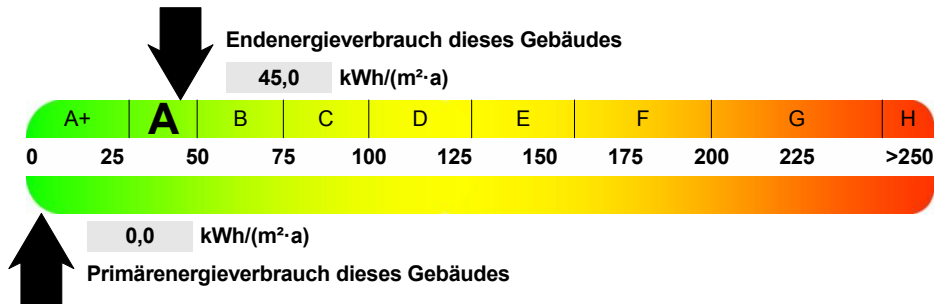 Endenergieverbrauch dieses Gebäudes
45,0 kWh/(m²·a)
A+ A B C D E F G H
0 25 50 75 100 125 150 175 200 225 >250
0,0 kWh/(m²·a)
Primärenergieverbrauch dieses Gebäudes